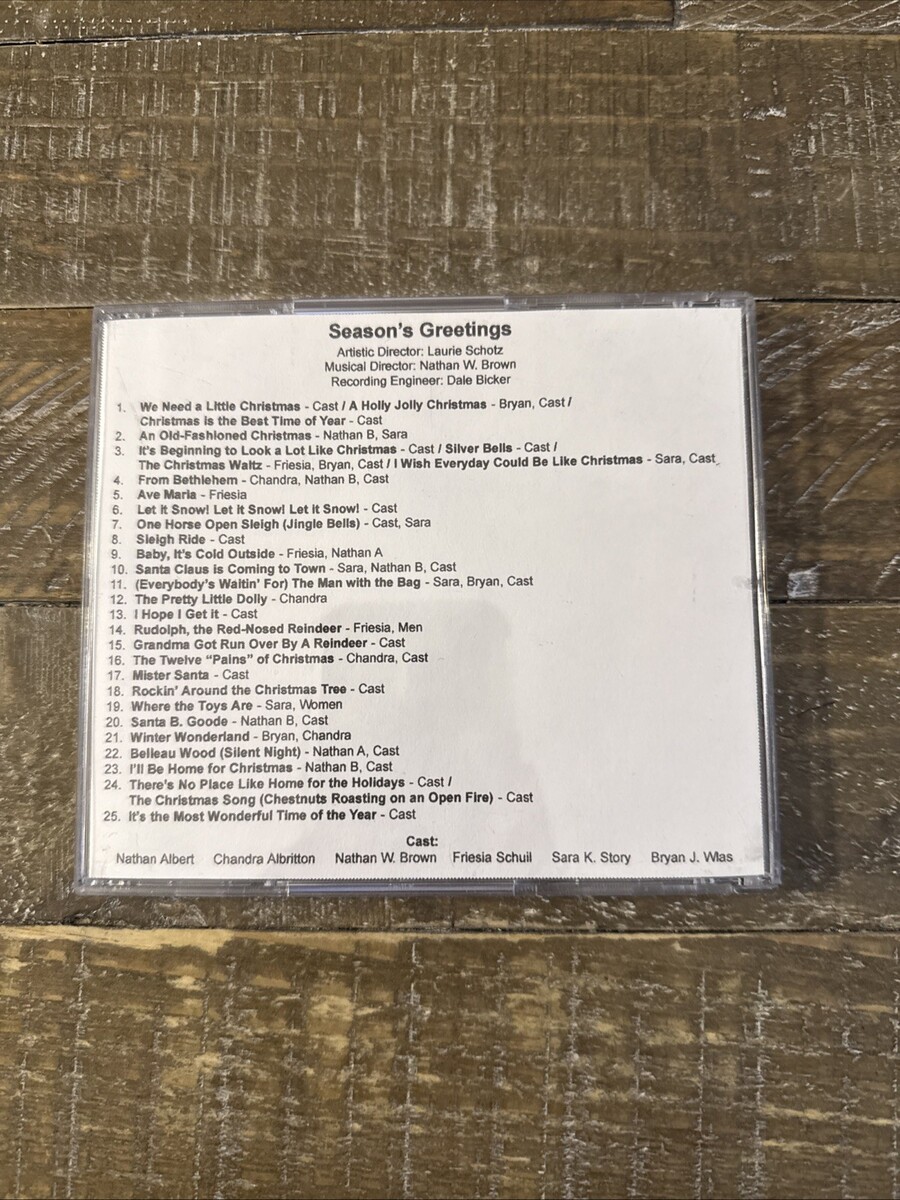 Season's Greetings
Artistic Director: Laurie Schotz
Musical Director: Nathan W. Brown
Recording Engineer: Dale Bicker
1. We Need a Little Christmas - Cast / A Holly Jolly Christmas - Bryan, Cast /
Christmas is the Best Time of Year - Cast
2. An Old-Fashioned Christmas - Nathan B, Sara
3. It's Beginning to Look a Lot Like Christmas - Cast / Silver Bells - Cast /
The Christmas Waltz - Friesia, Bryan, Cast / I Wish Everyday Could Be Like Christmas - Sara, Cast
4. From Bethlehem - Chandra, Nathan B, Cast
5. Ave Maria - Friesia
6. Let It Snow! Let It Snow! Let It Snow! - Cast
7. One Horse Open Sleigh (Jingle Bells) - Cast, Sara
8. Sleigh Ride - Cast
9. Baby, It's Cold Outside - Friesia, Nathan A
10. Santa Claus is Coming to Town - Sara, Nathan B, Cast
11. (Everybody's Waitin' For) The Man with the Bag - Sara, Bryan, Cast
12. The Pretty Little Dolly - Chandra
13. I Hope I Get it - Cast
14. Rudolph, the Red-Nosed Reindeer - Friesia, Men
15. Grandma Got Run Over By A Reindeer - Cast
16. The Twelve "Pains" of Christmas - Chandra, Cast
17. Mister Santa - Cast
18. Rockin' Around the Christmas Tree - Cast
19. Where the Toys Are - Sara, Women
20. Santa B. Goode - Nathan B, Cast
21. Winter Wonderland - Bryan, Chandra
22. Belleau Wood (Silent Night) - Nathan A, Cast
23. I'll Be Home for Christmas - Nathan B, Cast
24. There's No Place Like Home for the Holidays - Cast /
The Christmas Song (Chestnuts Roasting on an Open Fire) - Cast
25. It's the Most Wonderful Time of the Year - Cast
Cast:
Nathan Albert Chandra Albritton Nathan W. Brown Friesia Schuil Sara K. Story Bryan J. Wlas